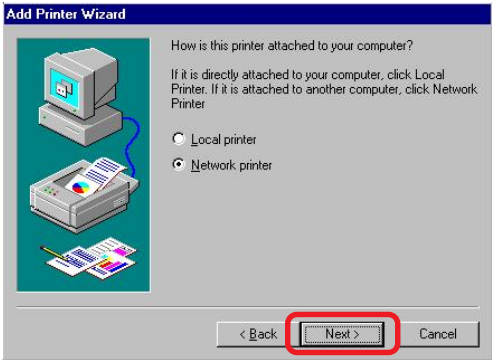 Add Printer Wizard
How is this printer attached to your computer?
If it is directly attached to your computer, click Local
Printer. If it is attached to another computer, click Network
Printer
Local printer
Network printer
< Back Next > Cancel